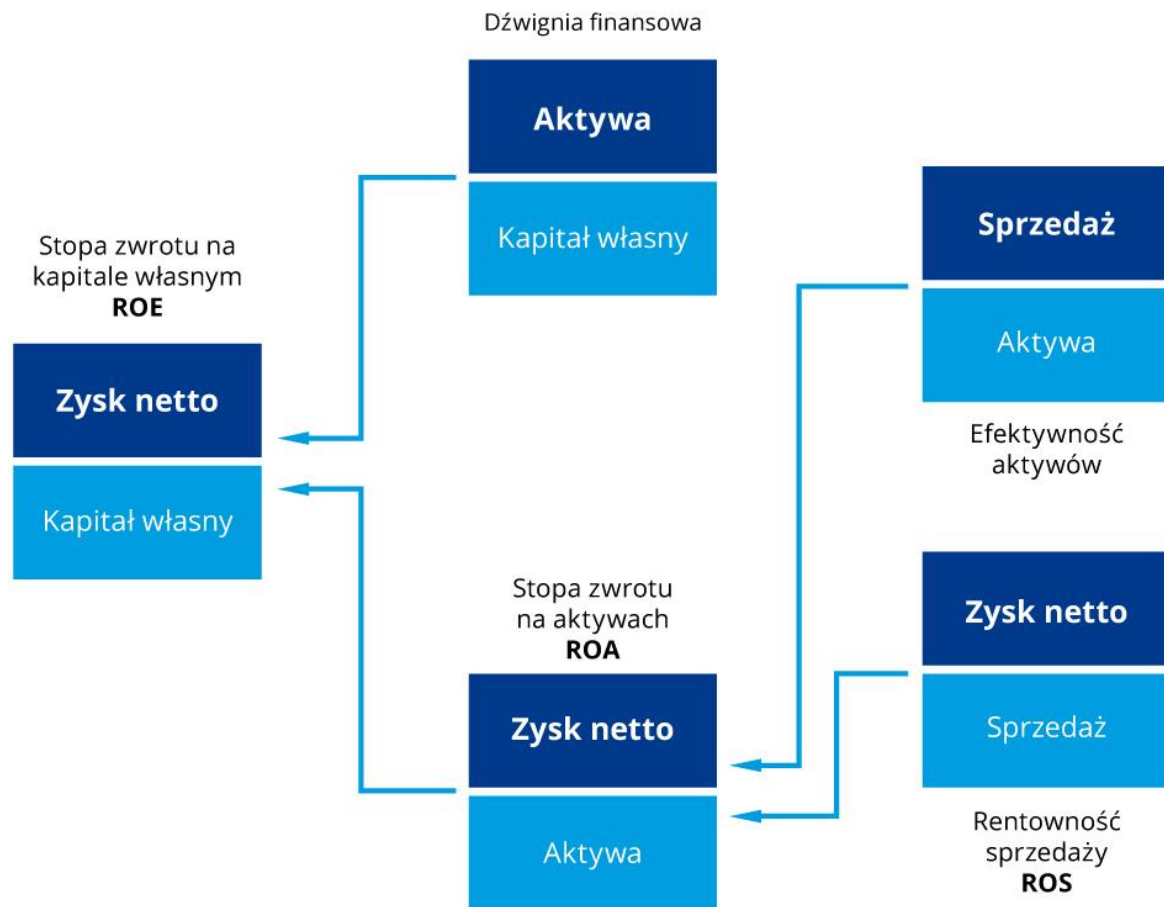 Dźwignia finansowa
Aktywa
Kapitał własny
Stopa zwrotu na
kapitale własnym
ROE
Zysk netto
Kapitał własny
Stopa zwrotu
na aktywach
ROA
Zysk netto
Aktywa
Sprzedaż
Aktywa
Efektywność
aktywów
Zysk netto
Sprzedaż
Rentowność
sprzedaży
ROS